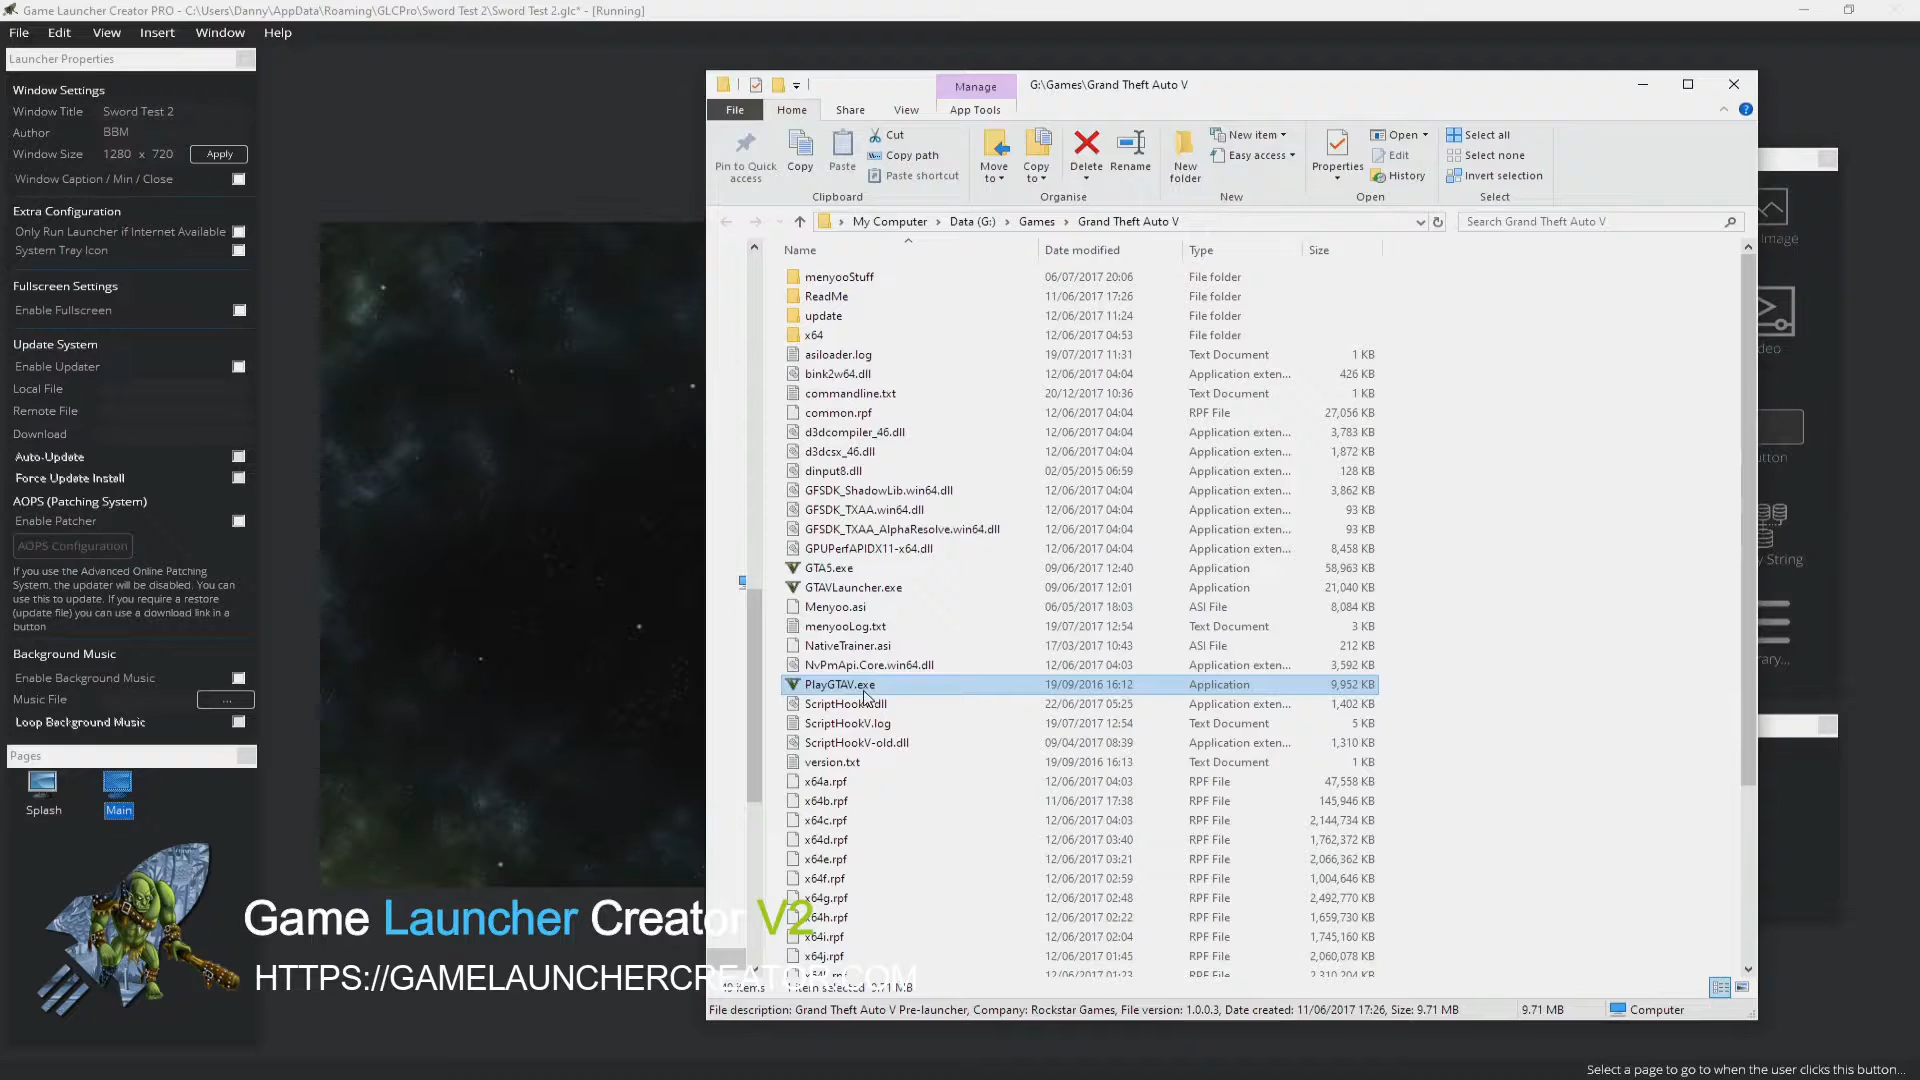 Game Launcher Creator PRO - C:\Users\Danny\AppData\Roaming\GLCPro\Sword Test 2\Sword Test 2.glc* - [Running]
File Edit View Insert Window Help
Launcher Properties
Window Settings
Window Title Sword Test 2
Author BBM
Window Size 1280 x 720 Apply
Window Caption / Min / Close
Extra Configuration
Only Run Launcher if Internet Available
System Tray Icon
Fullscreen Settings
Enable Fullscreen
Update System
Enable Updater
Local File
Remote File
Download
Auto-Update
Force Update Install
AOPS (Patching System)
Enable Patcher
AOPS Configuration
If you use the Advanced Online Patching
System, the updater will be disabled. You can
use this to update. If you require a restore
(update file) you can use a download link in a
button
Background Music
Enable Background Music
Music File ...
Loop Background Music
Pages
Splash Main
Game Launcher Creator V2
HTTPS://GAMELAUNCHERCREATOR.COM
Manage G:\Games\Grand Theft Auto V
File Home Share View App Tools
Pin to Quick access
Copy
Paste
Cut
Copy path
Paste shortcut
Clipboard
Move to
Copy to
Delete
Rename
Organise
New folder
New item
Easy access
New
Properties
Open
Edit
History
Open
Select all
Select none
Invert selection
Select
My Computer Data (G:) Games Grand Theft Auto V Search Grand Theft Auto V
Name Date modified Type Size
menyooStuff 06/07/2017 20:06 File folder
ReadMe 11/06/2017 17:26 File folder
update 12/06/2017 11:24 File folder
x64 12/06/2017 04:53 File folder
asiloader.log 19/07/2017 11:31 Text Document 1 KB
bink2w64.dll 12/06/2017 04:04 Application exten... 426 KB
commandline.txt 20/12/2017 10:36 Text Document 1 KB
common.rpf 12/06/2017 04:04 RPF File 27,056 KB
d3dcompiler_46.dll 12/06/2017 04:04 Application exten... 3,783 KB
d3dcsx_46.dll 12/06/2017 04:04 Application exten... 1,872 KB
dinput8.dll 02/05/2015 06:59 Application exten... 128 KB
GFSDK_ShadowLib.win64.dll 12/06/2017 04:04 Application exten... 3,862 KB
GFSDK_TXAA.win64.dll 12/06/2017 04:04 Application exten... 93 KB
GFSDK_TXAA_AlphaResolve.win64.dll 12/06/2017 04:04 Application exten... 93 KB
GPUPerfAPIDX11-x64.dll 12/06/2017 04:04 Application exten... 8,458 KB
GTA5.exe 09/06/2017 12:40 Application 58,963 KB
GTAVLauncher.exe 09/06/2017 12:01 Application 21,040 KB
Menyoo.asi 06/05/2017 18:03 ASI File 8,084 KB
menyooLog.txt 19/07/2017 12:54 Text Document 3 KB
NativeTrainer.asi 17/03/2017 10:43 ASI File 212 KB
NvPmApi.Core.win64.dll 12/06/2017 04:03 Application exten... 3,592 KB
PlayGTAV.exe 19/09/2016 16:12 Application 9,952 KB
ScriptHookV.dll 22/06/2017 05:25 Application exten... 1,402 KB
ScriptHookV.log 19/07/2017 12:54 Text Document 5 KB
ScriptHookV-old.dll 09/04/2017 08:39 Application exten... 1,310 KB
version.txt 19/09/2016 16:13 Text Document 1 KB
x64a.rpf 12/06/2017 04:03 RPF File 47,558 KB
x64b.rpf 11/06/2017 17:38 RPF File 145,946 KB
x64c.rpf 12/06/2017 04:03 RPF File 2,144,734 KB
x64d.rpf 12/06/2017 03:40 RPF File 1,762,372 KB
x64e.rpf 12/06/2017 03:21 RPF File 2,066,362 KB
x64f.rpf 12/06/2017 02:59 RPF File 1,004,646 KB
x64g.rpf 12/06/2017 02:48 RPF File 2,492,770 KB
x64h.rpf 12/06/2017 02:22 RPF File 1,659,730 KB
x64i.rpf 12/06/2017 02:04 RPF File 1,745,160 KB
x64j.rpf 12/06/2017 01:45 RPF File 2,060,078 KB
12/06/2017 01:23 RPF File 2,310,204 KB
items 1 item selected 9.71 MB
File description: Grand Theft Auto V Pre-launcher, Company: Rockstar Games, File version: 1.0.0.3, Date created: 11/06/2017 17:26, Size: 9.71 MB 9.71 MB Computer
Image
deo
tton
y String
rary...
Select a page to go to when the user clicks this button...